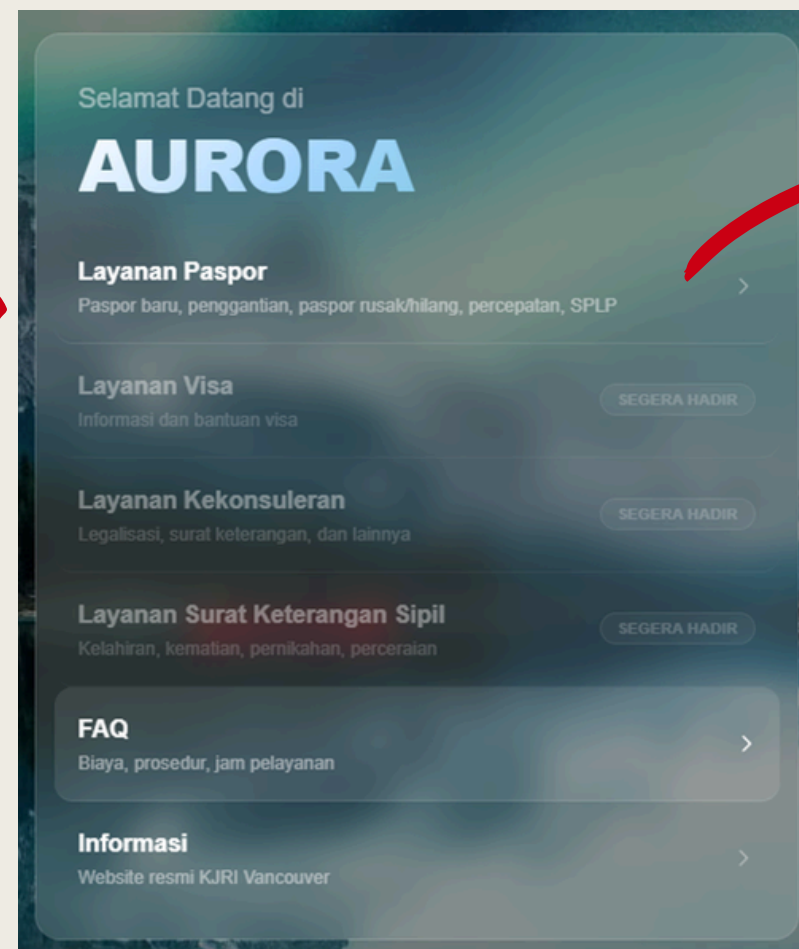 Selamat Datang di
AURORA
Layanan Paspor
Paspor baru, penggantian, paspor rusak/hilang, percepatan, SPLP
Layanan Visa
SEGERA HADIR
Informasi dan bantuan visa
Layanan Kekonsuleran
SEGERA HADIR
Legalisasi, surat keterangan, dan lainnya
Layanan Surat Keterangan Sipil
SEGERA HADIR
Kelahiran, kematian, pernikahan, perceraian
FAQ
Biaya, prosedur, jam pelayanan
Informasi
Website resmi KJRI Vancouver